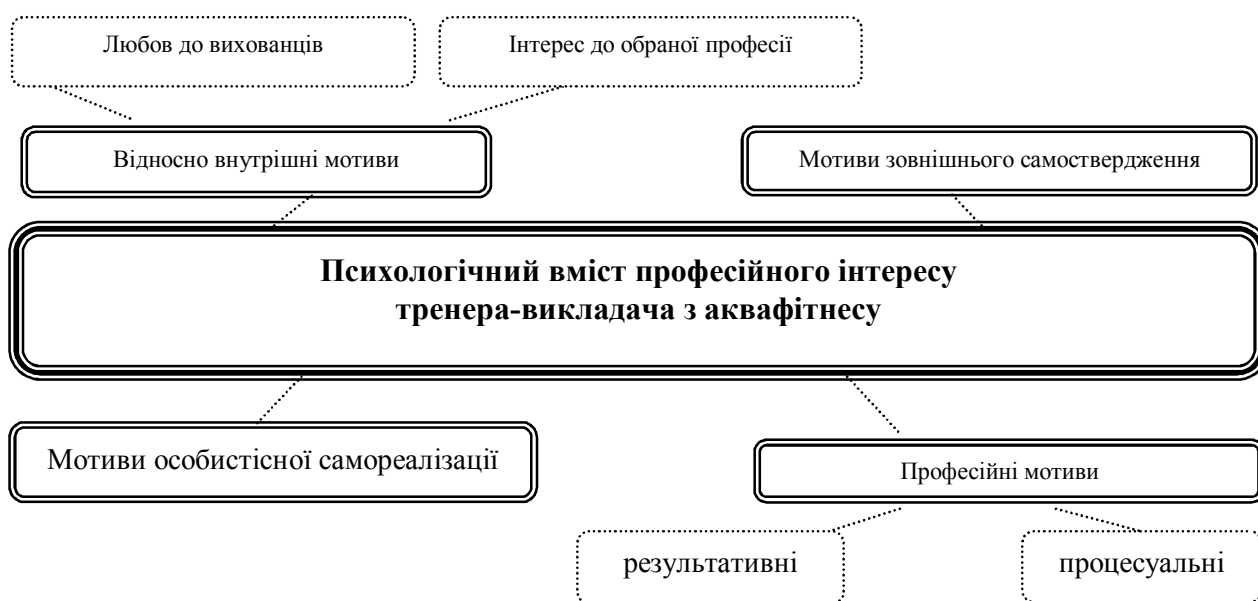 Любов до вихованців
Інтерес до обраної професії
Відносно внутрішні мотиви
Мотиви зовнішнього самоствердження
Психологічний вміст професійного інтересу
тренера-викладача з аквафітнесу
Мотиви особистісної самореалізації
Професійні мотиви
результативні
процесуальні